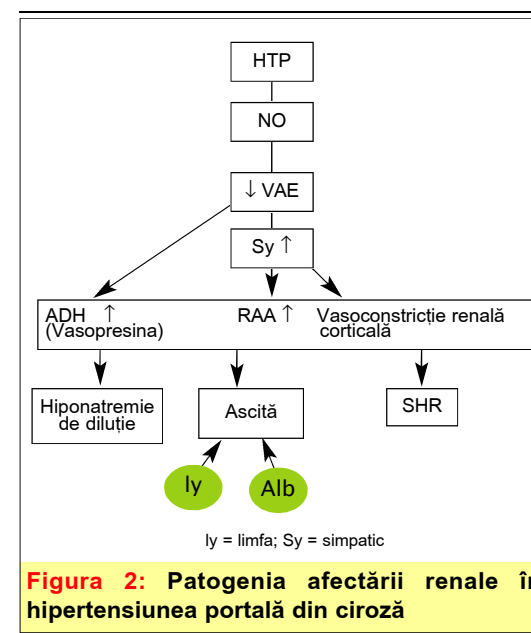 HTP
NO
↓ VAE
Sy ↑
ADH ↑ RAA ↑ Vasoconstricție renală
(Vasopresina) corticală
Hiponatremie
de diluție
Ascită
SHR
ly Alb
ly = limfa; Sy = simpatic
Figura 2: Patogenia afectării renale în
hipertensiunea portală din ciroză